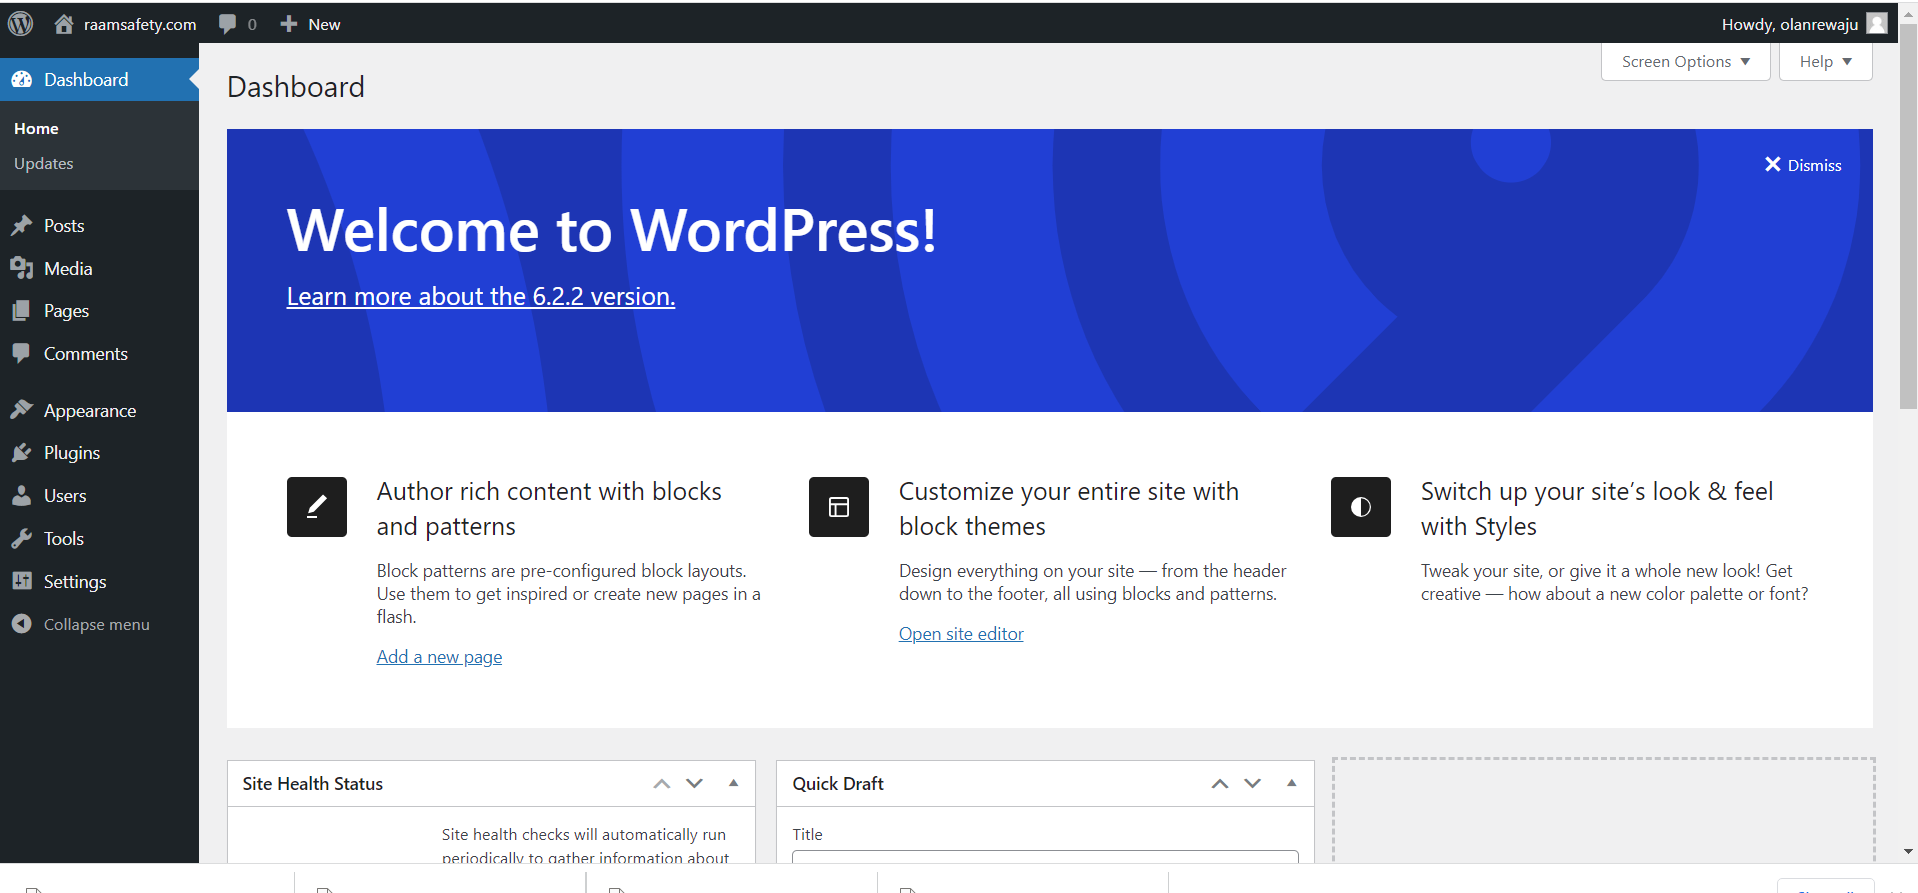 raamsafety.com 0 New
Howdy, olanrewaju
Dashboard
Home
Updates
Posts
Media
Pages
Comments
Appearance
Plugins
Users
Tools
Settings
Collapse menu
Screen Options
Help
Dashboard
Dismiss
Welcome to WordPress!
Learn more about the 6.2.2 version.
Author rich content with blocks
and patterns
Block patterns are pre-configured block layouts.
Use them to get inspired or create new pages in a
flash.
Add a new page
Customize your entire site with
block themes
Design everything on your site — from the header
down to the footer, all using blocks and patterns.
Open site editor
Switch up your site’s look & feel
with Styles
Tweak your site, or give it a whole new look! Get
creative — how about a new color palette or font?
Site Health Status
Site health checks will automatically run
periodically to gather information about
Quick Draft
Title